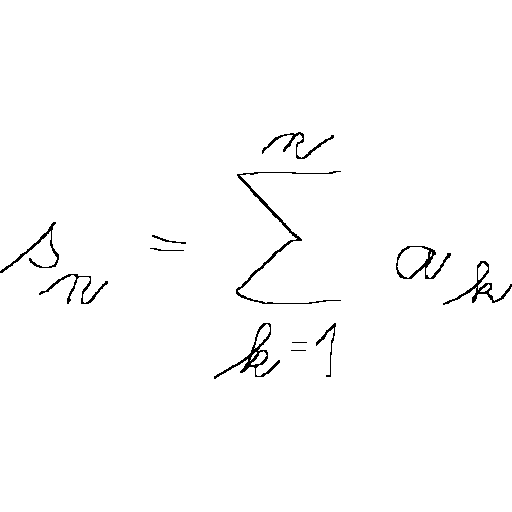 s_n = \sum_{k=1}^{n} a_k